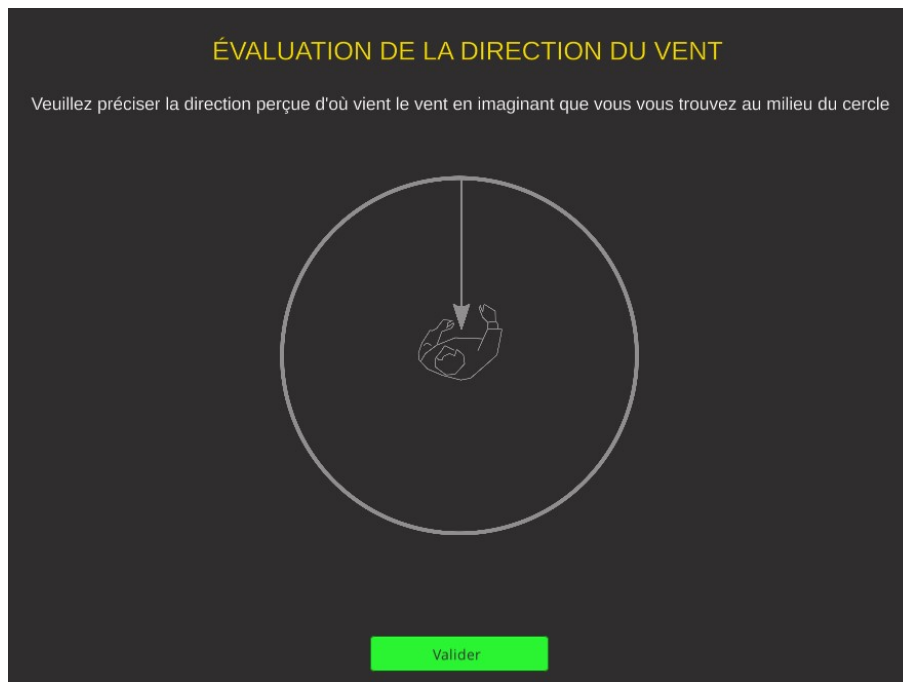 ÉVALUATION DE LA DIRECTION DU VENT
Veuillez préciser la direction perçue d'où vient le vent en imaginant que vous vous trouvez au milieu du cercle
Valider